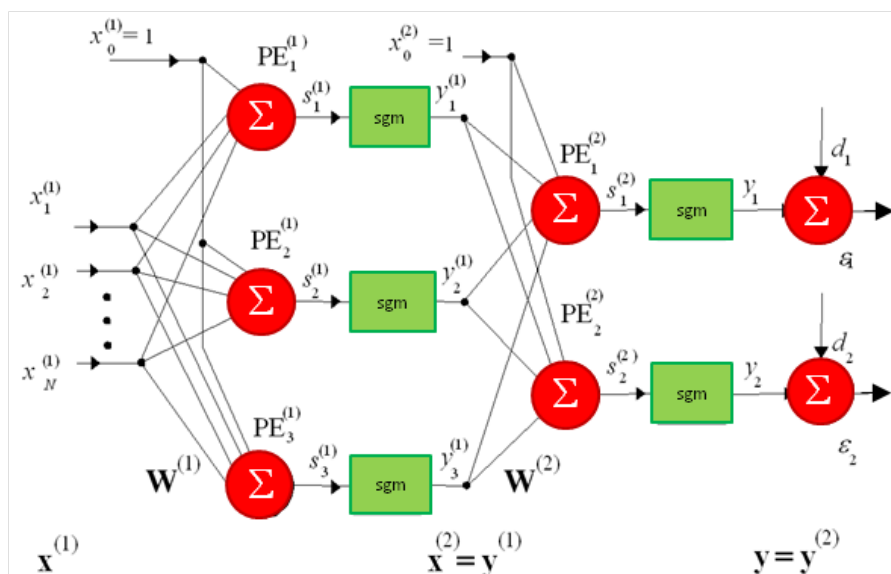 x₀⁽¹⁾=1
PE₁⁽¹⁾
s₁⁽¹⁾
sgm
y₁⁽¹⁾
x₀⁽²⁾=1
x₁⁽¹⁾
x₂⁽¹⁾
x_N⁽¹⁾
PE₂⁽¹⁾
s₂⁽¹⁾
sgm
y₂⁽¹⁾
PE₃⁽¹⁾
s₃⁽¹⁾
sgm
y₃⁽¹⁾
Σ
Σ
Σ
PE₁⁽²⁾
Σ
s₁⁽²⁾
sgm
y₁
d₁
Σ
ε₁
PE₂⁽²⁾
Σ
s₂⁽²⁾
sgm
y₂
d₂
Σ
ε₂
W⁽¹⁾
W⁽²⁾
x⁽¹⁾
x⁽²⁾=y⁽¹⁾
y=y⁽²⁾